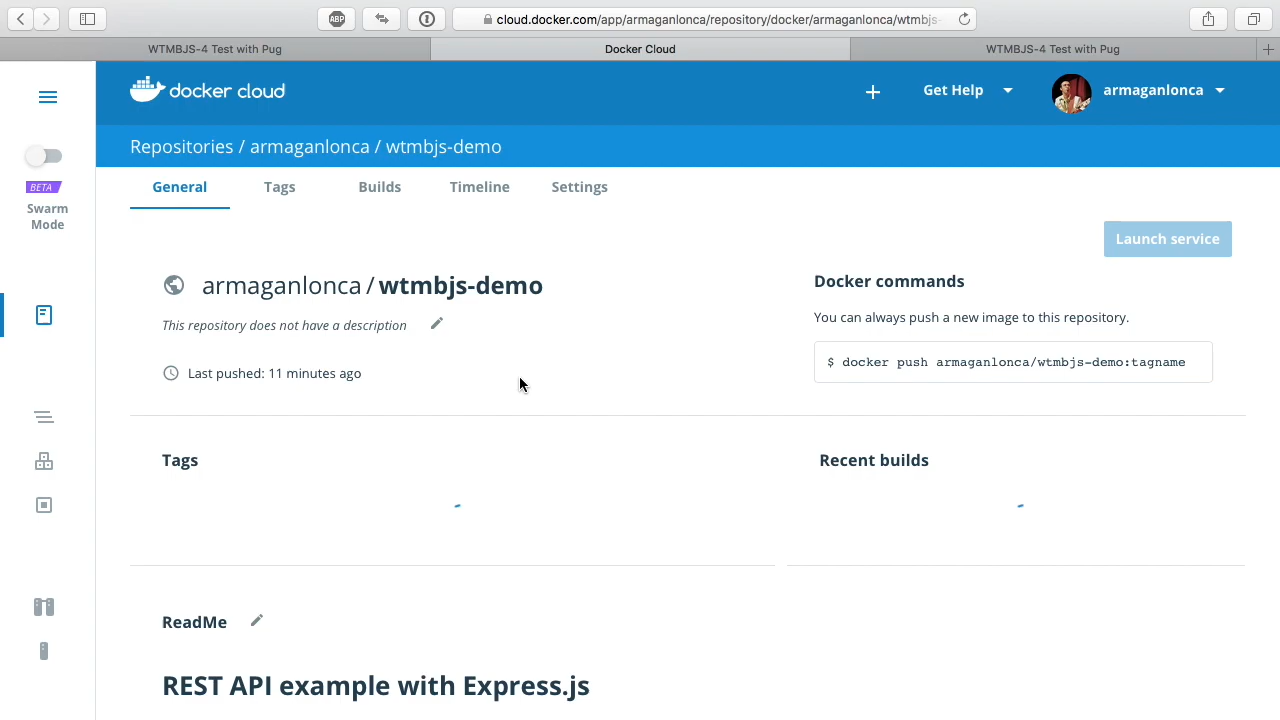 ABP
cloud.docker.com/app/armaganlonca/repository/docker/armaganlonca/wtmbjs-
WTMBJS-4 Test with Pug
Docker Cloud
WTMBJS-4 Test with Pug
docker cloud
Get Help
armaganlonca
Repositories / armaganlonca / wtmbjs-demo
BETA
Swarm
Mode
General
Tags
Builds
Timeline
Settings
Launch service
armaganlonca / wtmbjs-demo
This repository does not have a description
Last pushed: 11 minutes ago
Docker commands
You can always push a new image to this repository.
$ docker push armaganlonca/wtmbjs-demo:tagname
Tags
Recent builds
ReadMe
REST API example with Express.js